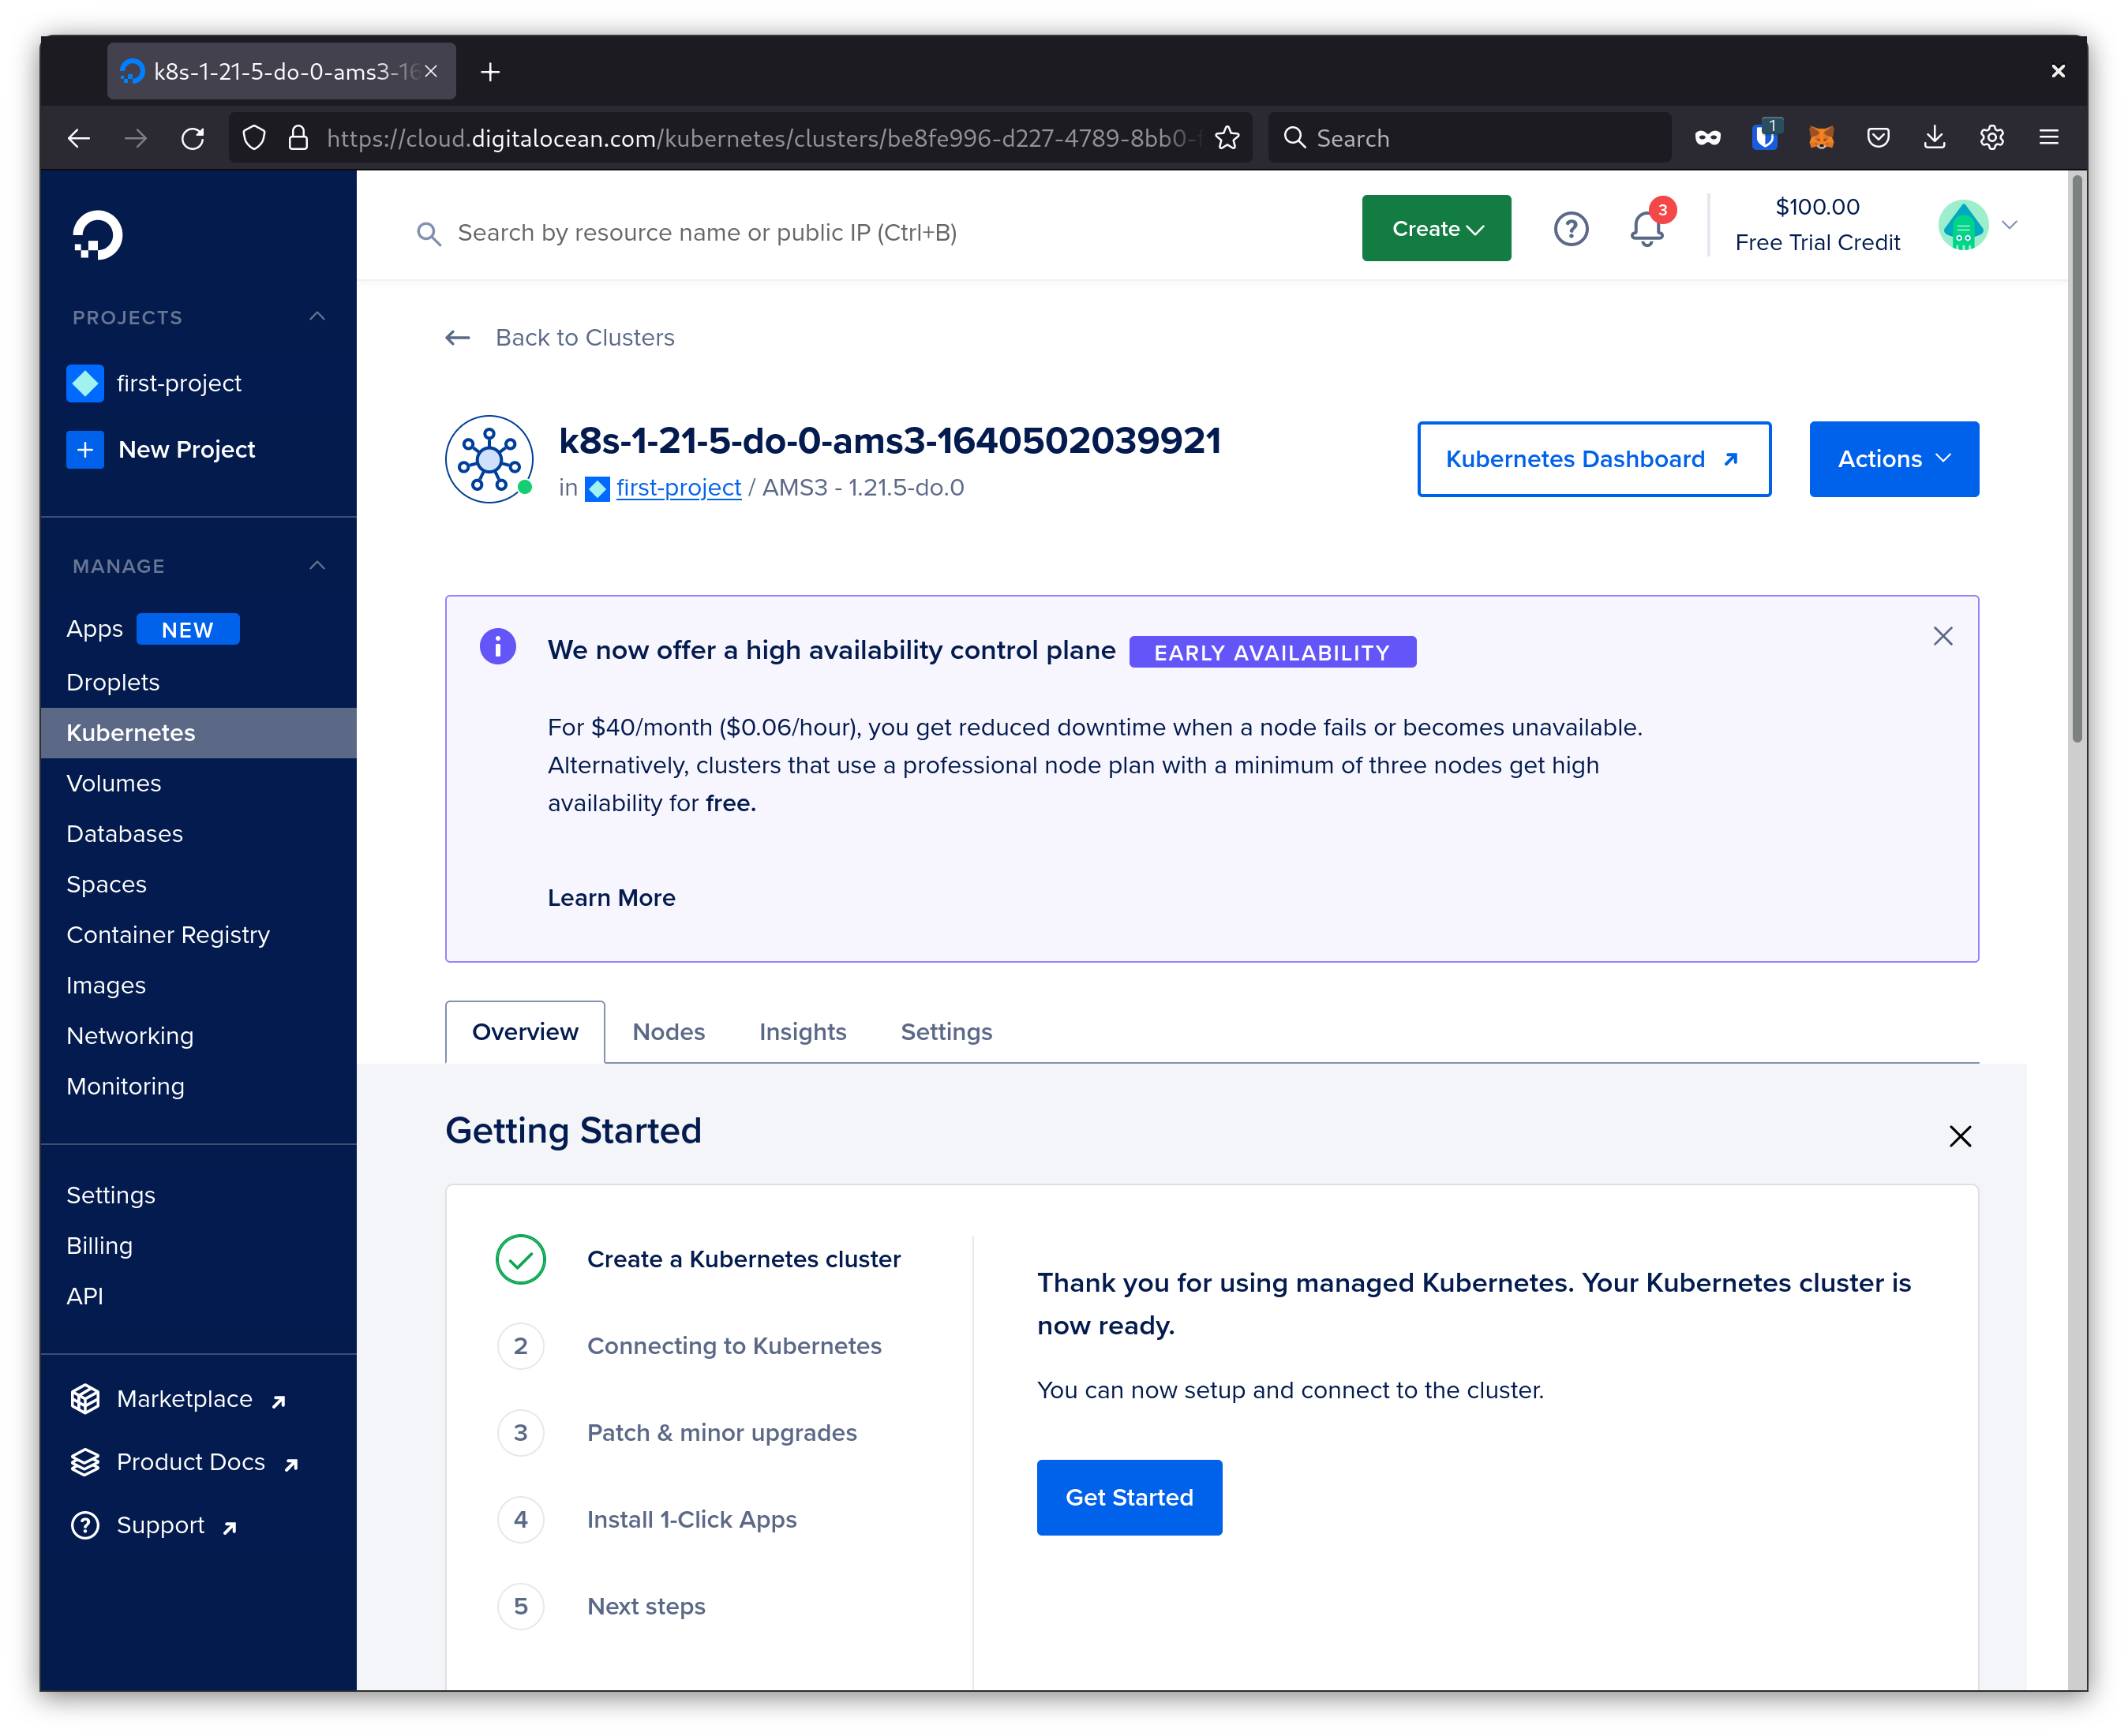 k8s-1-21-5-do-0-ams3-16
https://cloud.digitalocean.com/kubernetes/clusters/be8fe996-d227-4789-8bb0-
Search
1
PROJECTS
first-project
New Project
MANAGE
Apps NEW
Droplets
Kubernetes
Volumes
Databases
Spaces
Container Registry
Images
Networking
Monitoring
Settings
Billing
API
Marketplace
Product Docs
Support
Search by resource name or public IP (Ctrl+B)
Create
3
$100.00
Free Trial Credit
Back to Clusters
k8s-1-21-5-do-0-ams3-1640502039921
in first-project / AMS3 - 1.21.5-do.0
Kubernetes Dashboard
Actions
We now offer a high availability control plane EARLY AVAILABILITY
For $40/month ($0.06/hour), you get reduced downtime when a node fails or becomes unavailable.
Alternatively, clusters that use a professional node plan with a minimum of three nodes get high
availability for free.
Learn More
Overview Nodes Insights Settings
Getting Started
Create a Kubernetes cluster
2 Connecting to Kubernetes
3 Patch & minor upgrades
4 Install 1-Click Apps
5 Next steps
Thank you for using managed Kubernetes. Your Kubernetes cluster is
now ready.
You can now setup and connect to the cluster.
Get Started